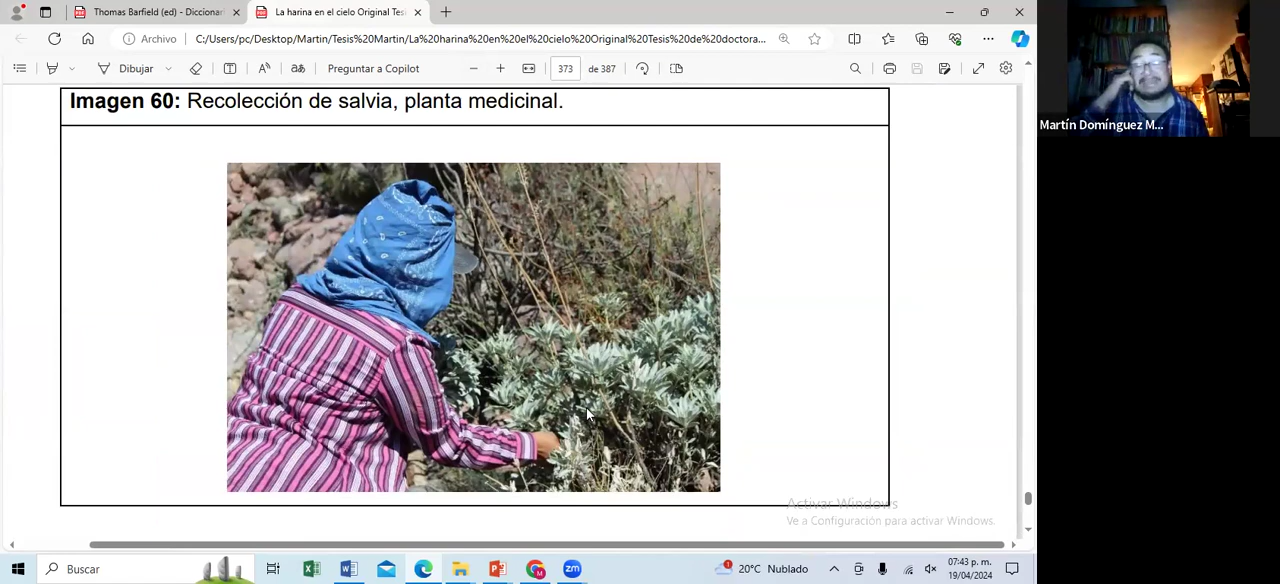 Thomas Barfield (ed) - Diccionar
La harina en el cielo Original Tesi
Archivo
C:/Users/pc/Desktop/Martin/Tesis%20Martin/La%20harina%20en%20el%20cielo%20Original%20Tesis%20de%20doctora...
Dibujar
Preguntar a Copilot
373
de 387
Imagen 60: Recolección de salvia, planta medicinal.
Martín Domínguez M...
Activar Windows
Ve a Configuración para activar Windows.
Buscar
20°C Nublado
07:43 p. m.
19/04/2024